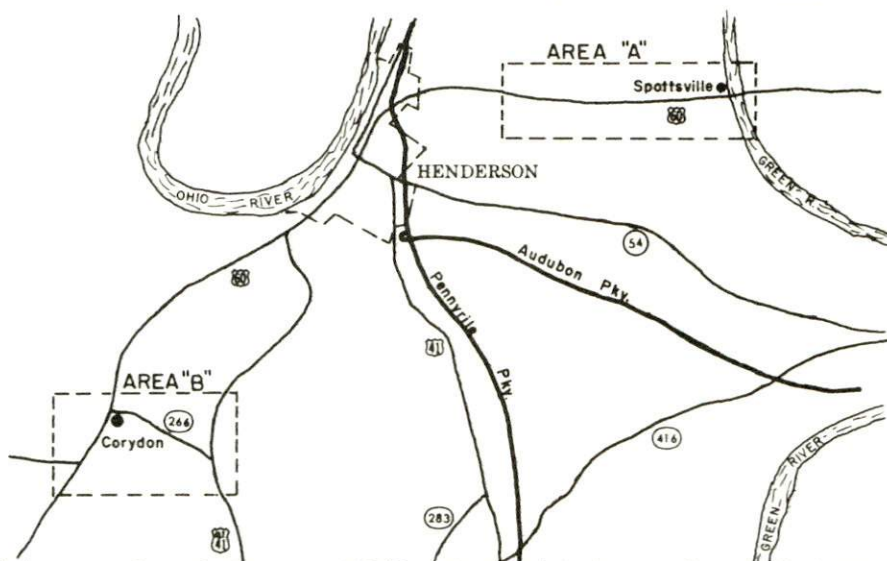 AREA "A"
Spottsville
60
GREEN R.
HENDERSON
OHIO RIVER
54
Audubon Pky.
60
Pennyrile Pky.
41
AREA "B"
266
Corydon
416
283
41
GREEN RIVER